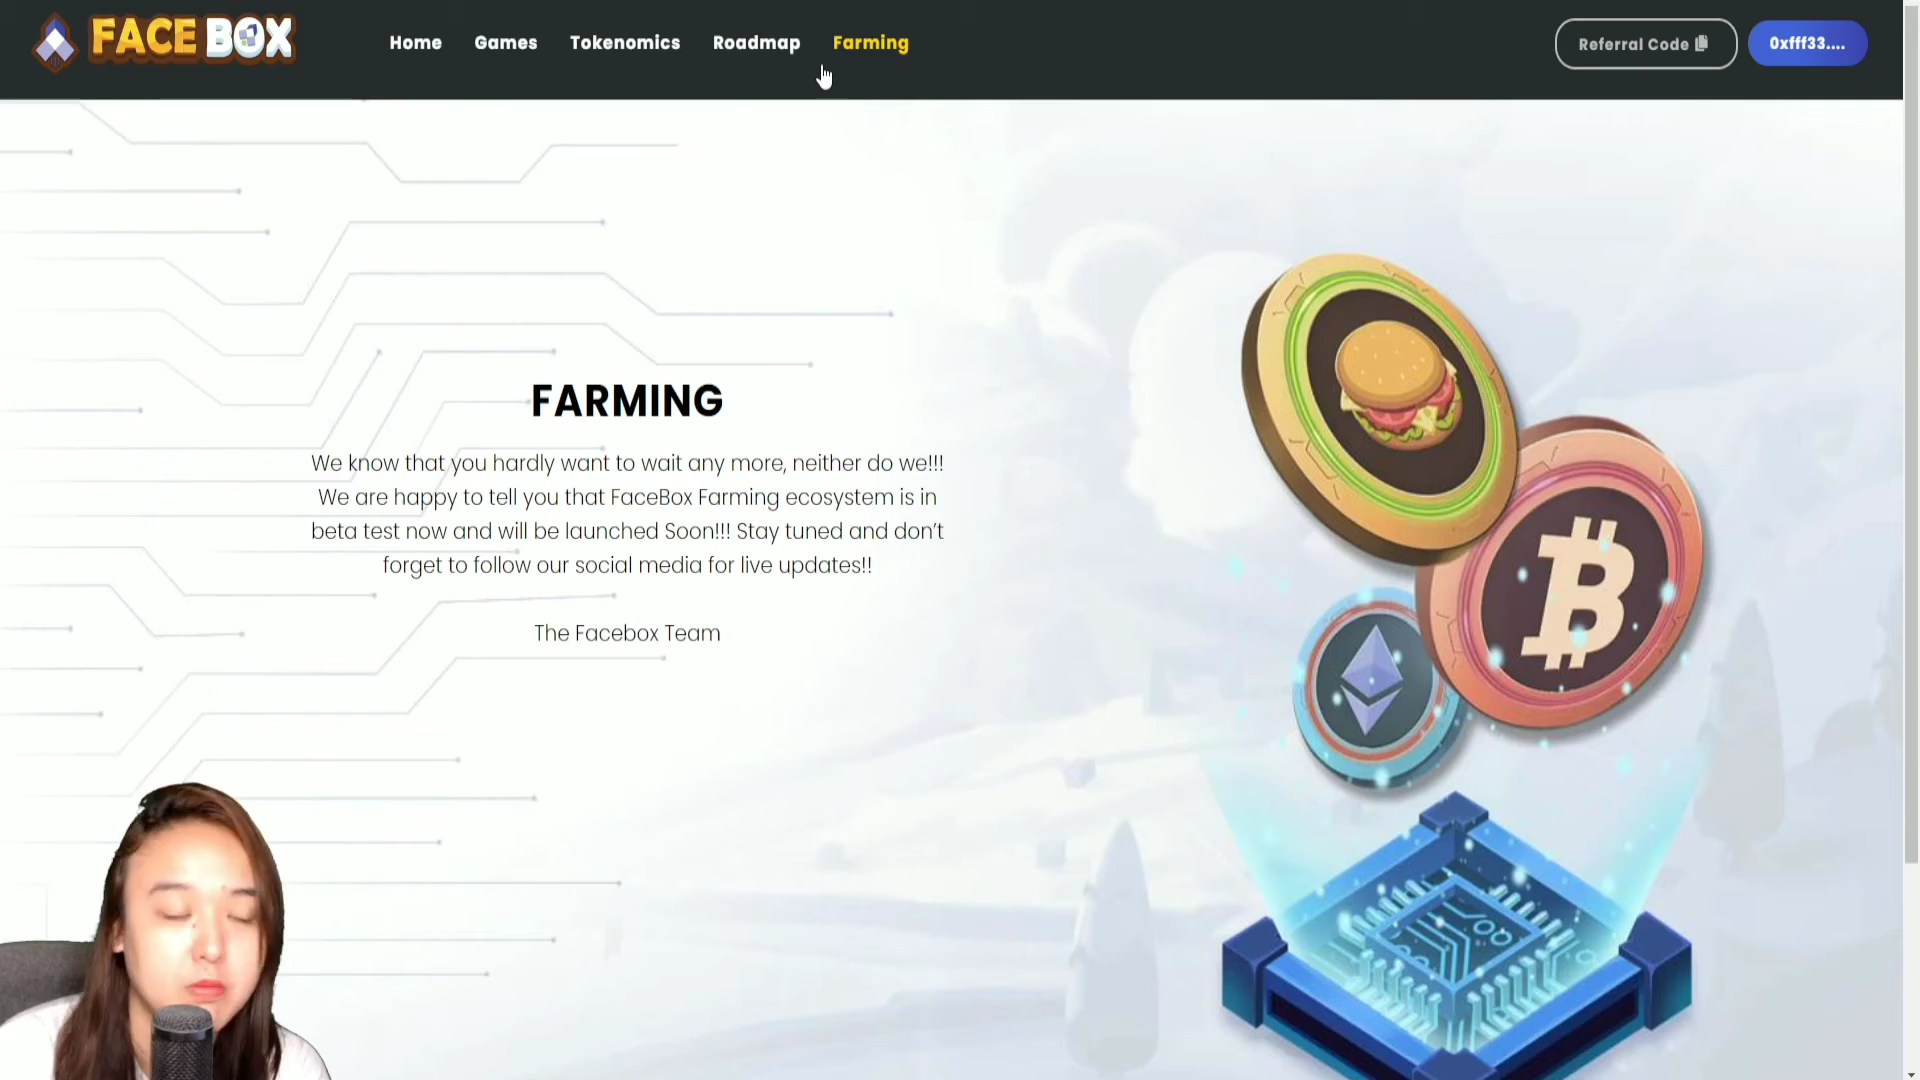 FACE BOX
Home
Games
Tokenomics
Roadmap
Farming
Referral Code
0xfff33....
FARMING
We know that you hardly want to wait any more, neither do we!!!
We are happy to tell you that FaceBox Farming ecosystem is in
beta test now and will be launched Soon!!! Stay tuned and don’t
forget to follow our social media for live updates!!
The Facebox Team